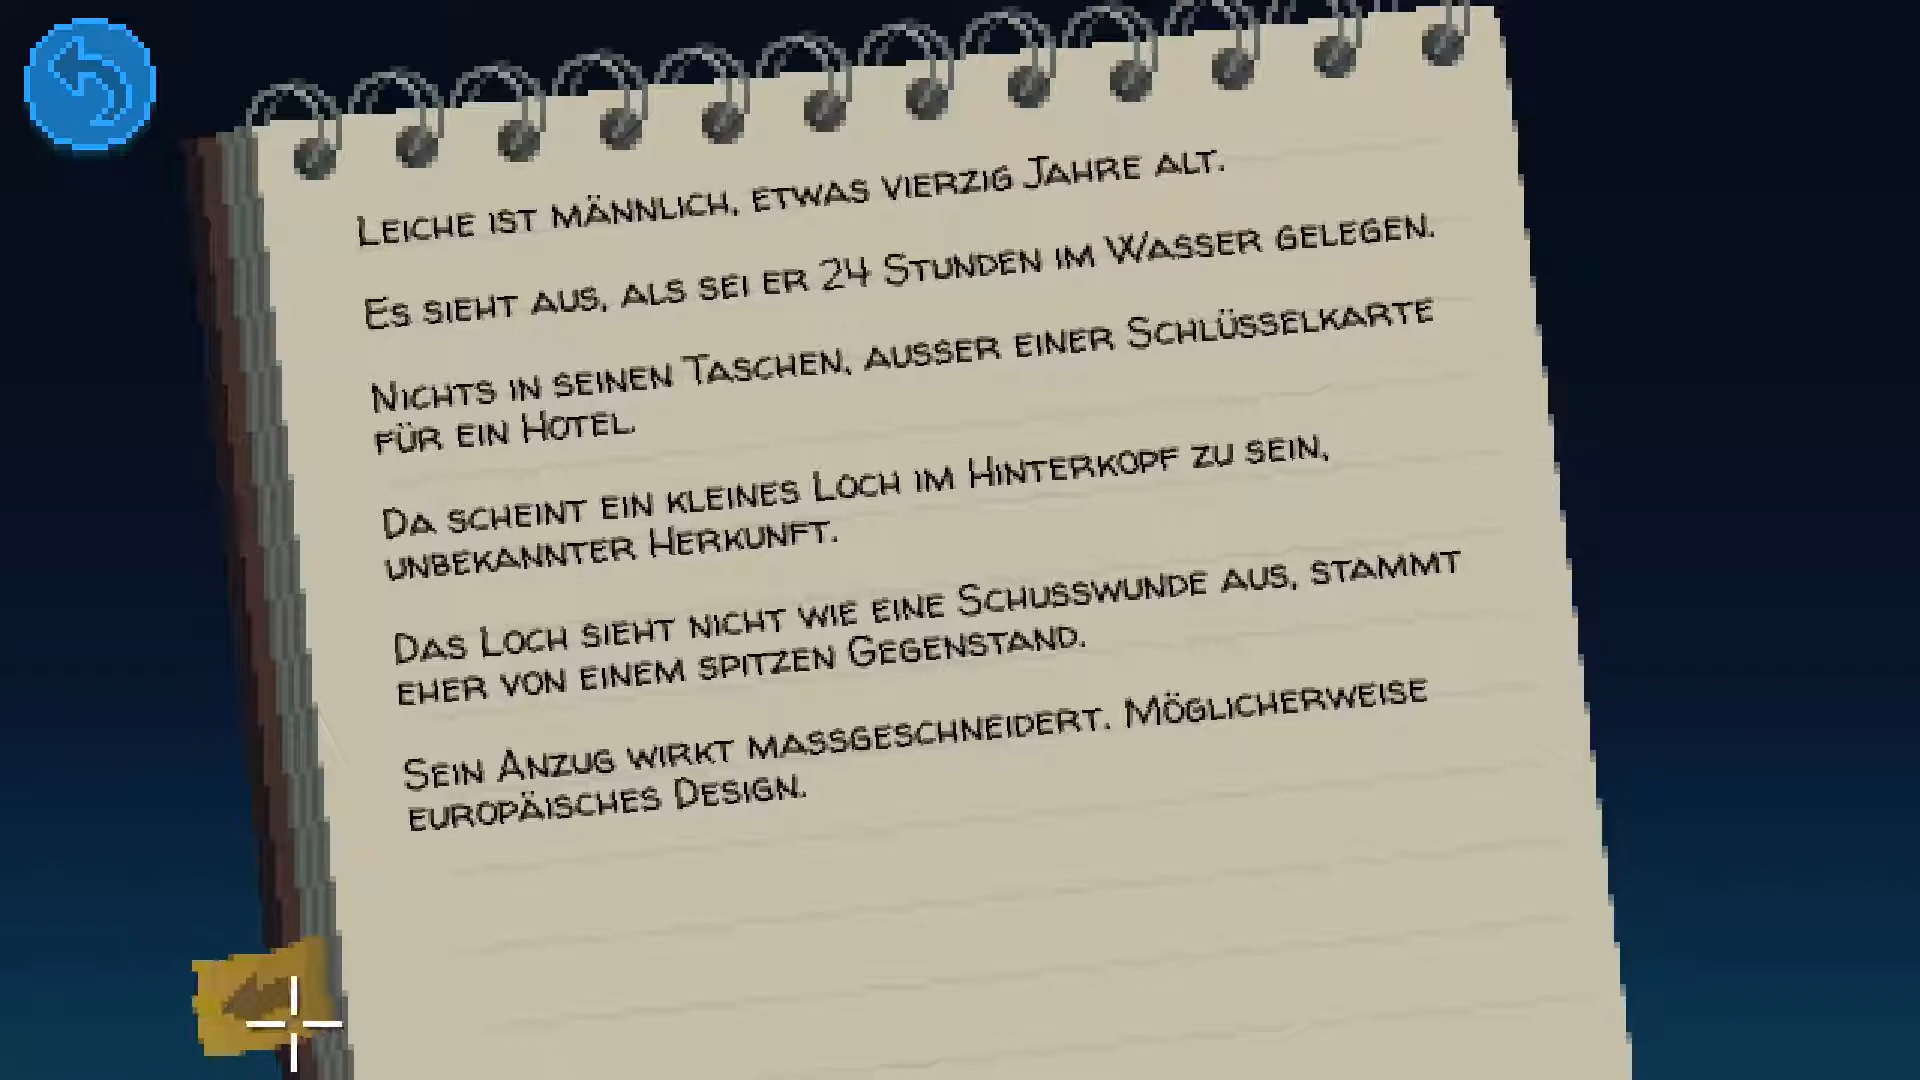 Leiche ist männlich, etwas vierzig Jahre alt.
Es sieht aus, als sei er 24 Stunden im Wasser gelegen.
Nichts in seinen Taschen, ausser einer Schlüsselkarte
für ein Hotel.
Da scheint ein kleines Loch im Hinterkopf zu sein,
unbekannter Herkunft.
Das Loch sieht nicht wie eine Schusswunde aus, stammt
eher von einem spitzen Gegenstand.
Sein Anzug wirkt massgeschneidert. Möglicherweise
europäisches Design.